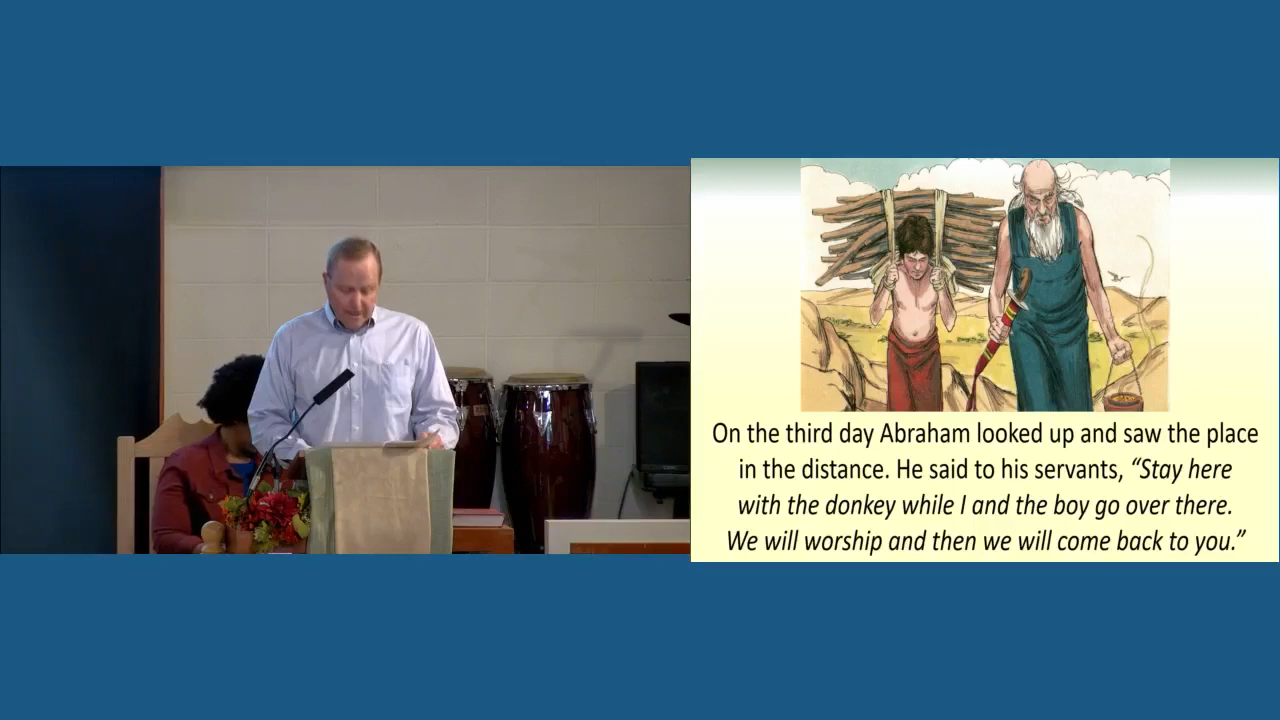 On the third day Abraham looked up and saw the place
in the distance. He said to his servants, “Stay here
with the donkey while I and the boy go over there.
We will worship and then we will come back to you.”